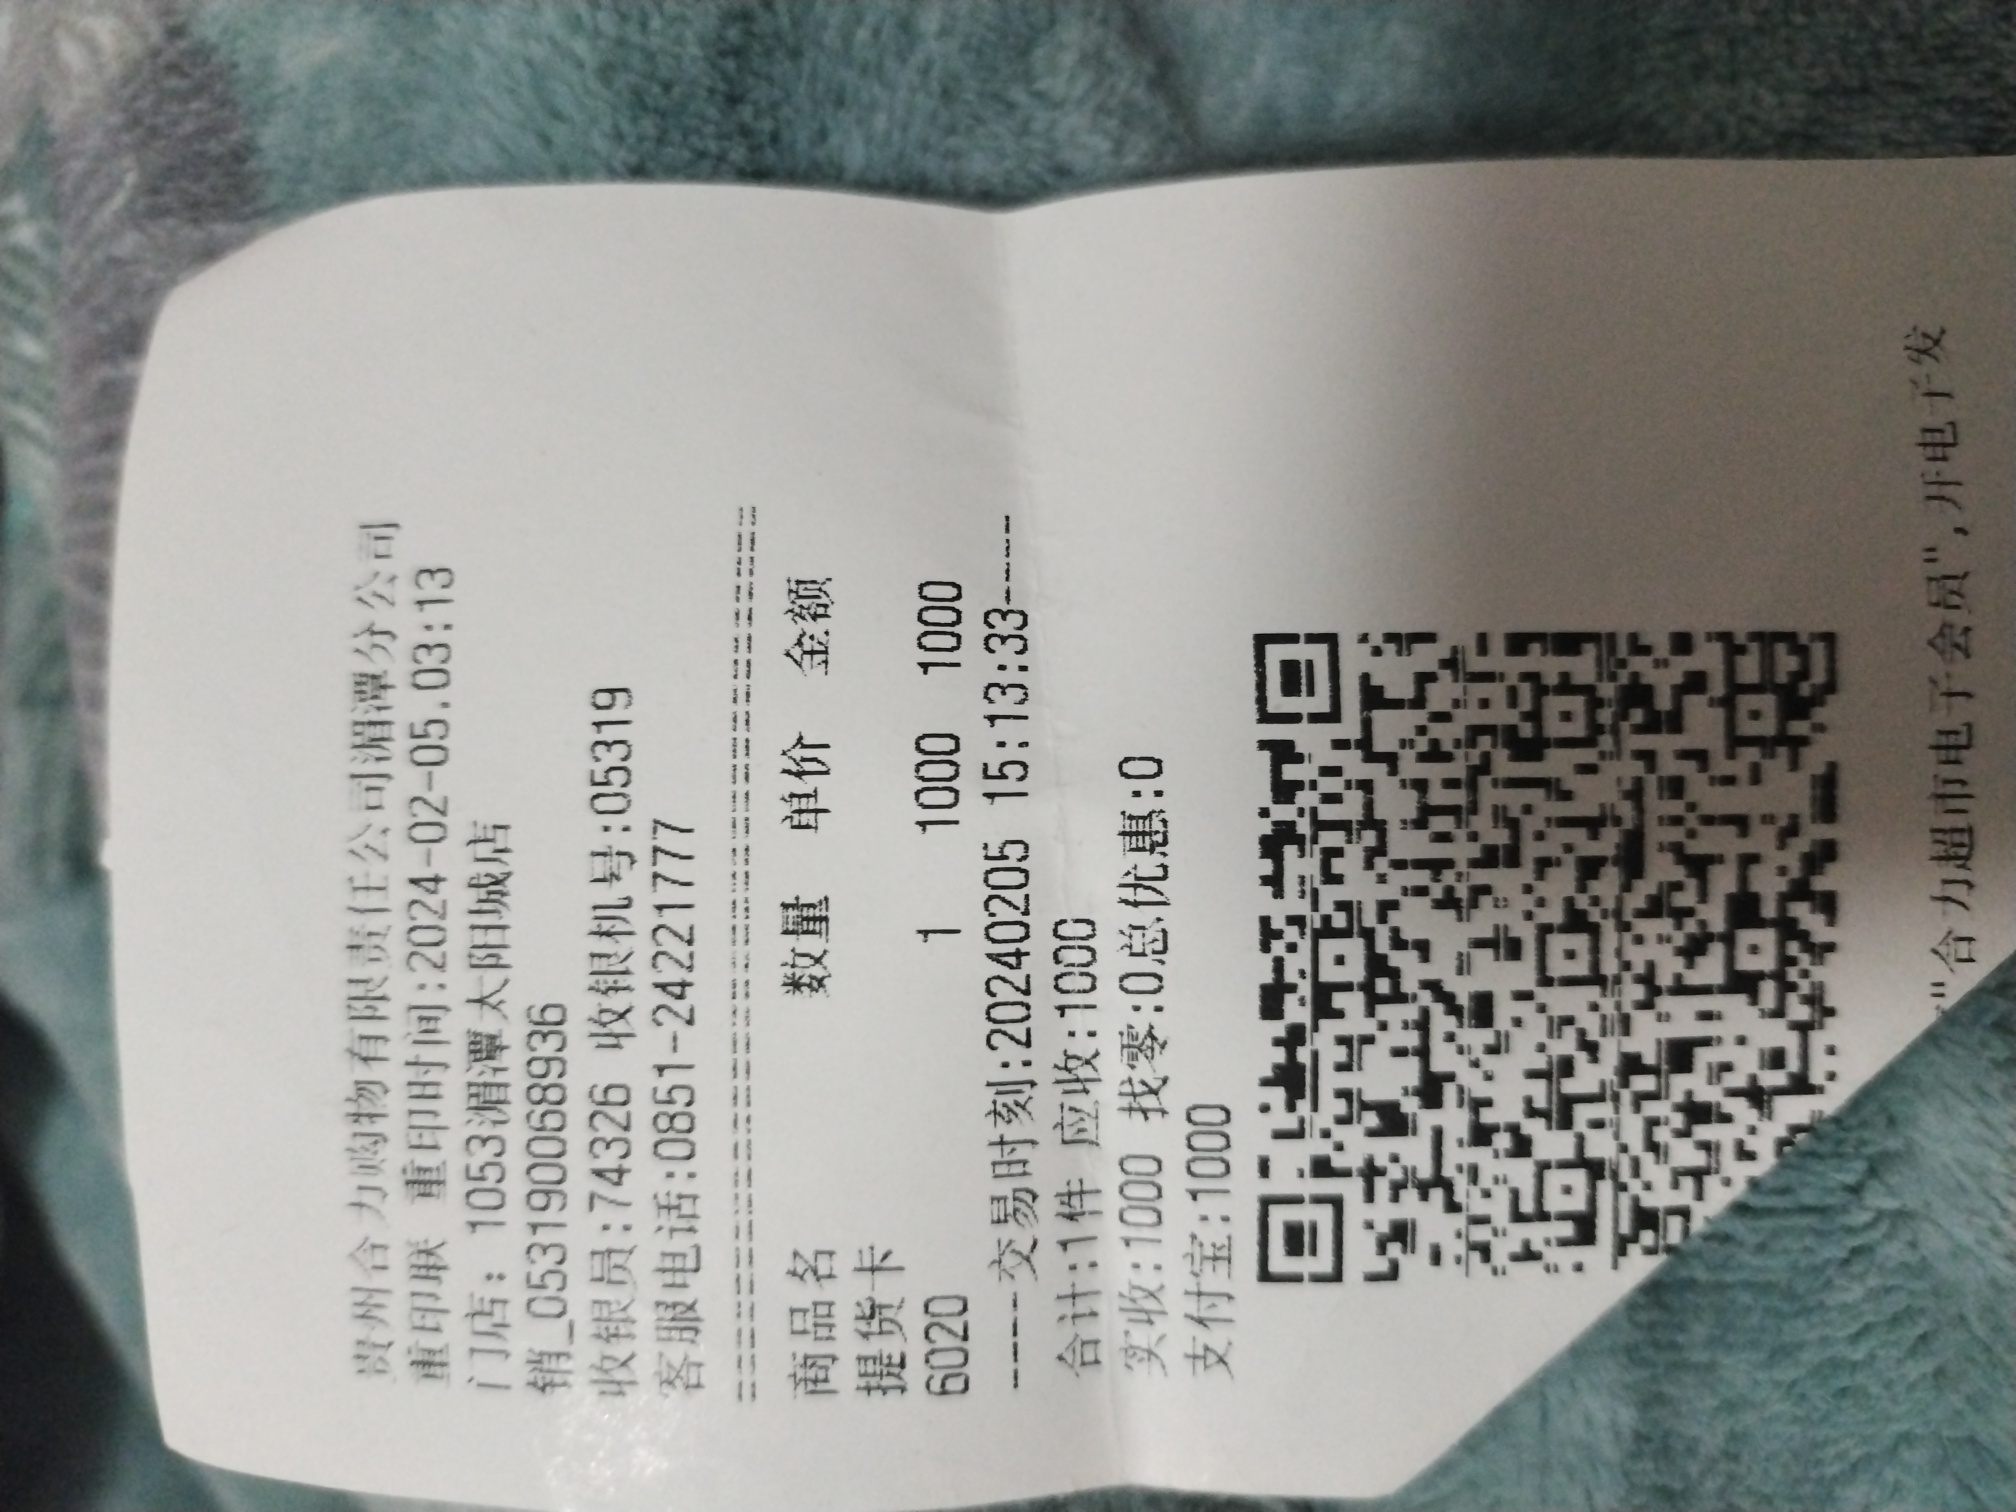 贵州合力购物有限责任公司湄潭分公司
重印联 重印时间:2024-02-05.03:13
门店: 1053湄潭太阳城店
销_053190068936
收银员:74326 收银机号:05319
客服电话:0851-24221777
商品名 数量 单价 金额
提货卡
6020 1 1000 1000
-----交易时刻:20240205 15:13:33-----
合计:1件 应收:1000
实收:1000 找零:0总优惠:0
支付宝:1000
"合力超市电子会员",开电子发